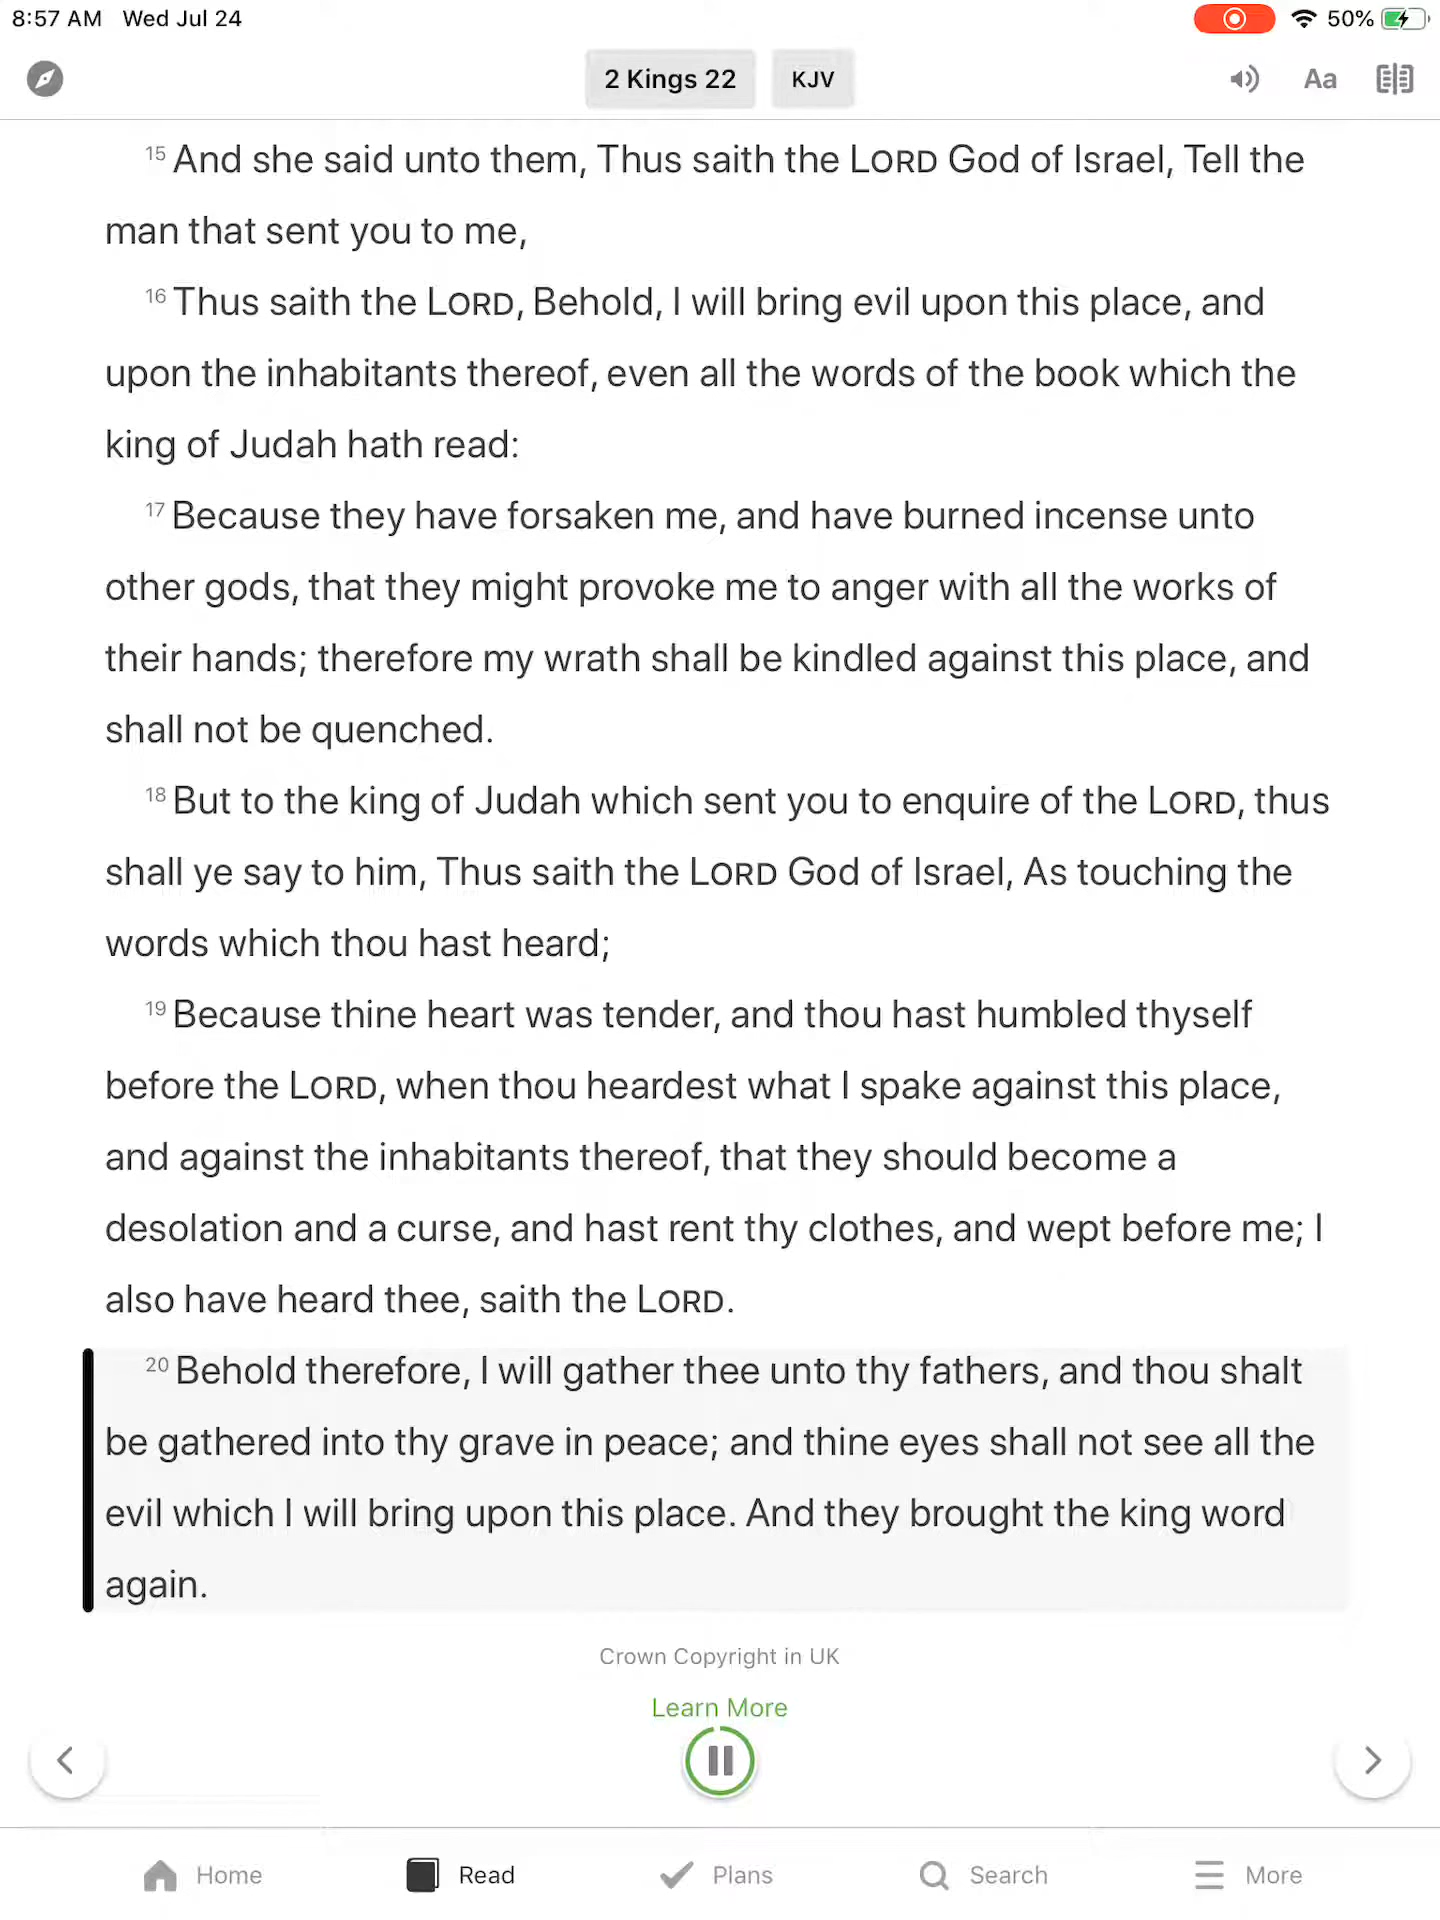 8:57 AM Wed Jul 24 50%
2 Kings 22 KJV Aa
15 And she said unto them, Thus saith the LORD God of Israel, Tell the
man that sent you to me,
16 Thus saith the LORD, Behold, I will bring evil upon this place, and
upon the inhabitants thereof, even all the words of the book which the
king of Judah hath read:
17 Because they have forsaken me, and have burned incense unto
other gods, that they might provoke me to anger with all the works of
their hands; therefore my wrath shall be kindled against this place, and
shall not be quenched.
18 But to the king of Judah which sent you to enquire of the LORD, thus
shall ye say to him, Thus saith the LORD God of Israel, As touching the
words which thou hast heard;
19 Because thine heart was tender, and thou hast humbled thyself
before the LORD, when thou heardest what I spake against this place,
and against the inhabitants thereof, that they should become a
desolation and a curse, and hast rent thy clothes, and wept before me; I
also have heard thee, saith the LORD.
20 Behold therefore, I will gather thee unto thy fathers, and thou shalt
be gathered into thy grave in peace; and thine eyes shall not see all the
evil which I will bring upon this place. And they brought the king word
again.
Crown Copyright in UK
Learn More
Home Read Plans Search More